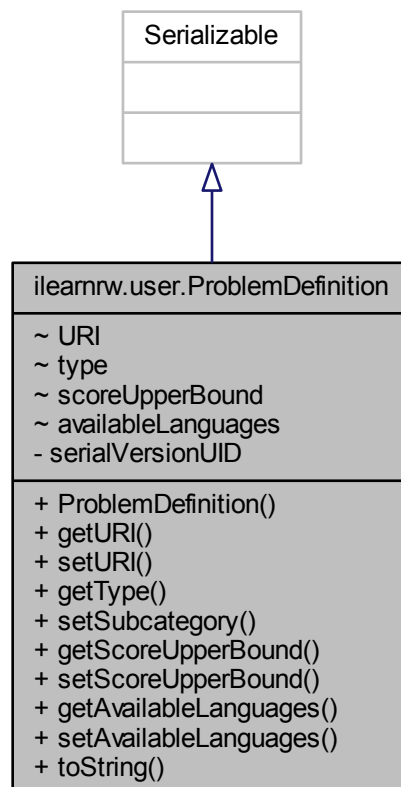 Serializable
ilearnrw.user.ProblemDefinition
~ URI
~ type
~ scoreUpperBound
~ availableLanguages
- serialVersionUID
+ ProblemDefinition()
+ getURI()
+ setURI()
+ getType()
+ setSubcategory()
+ getScoreUpperBound()
+ setScoreUpperBound()
+ getAvailableLanguages()
+ setAvailableLanguages()
+ toString()